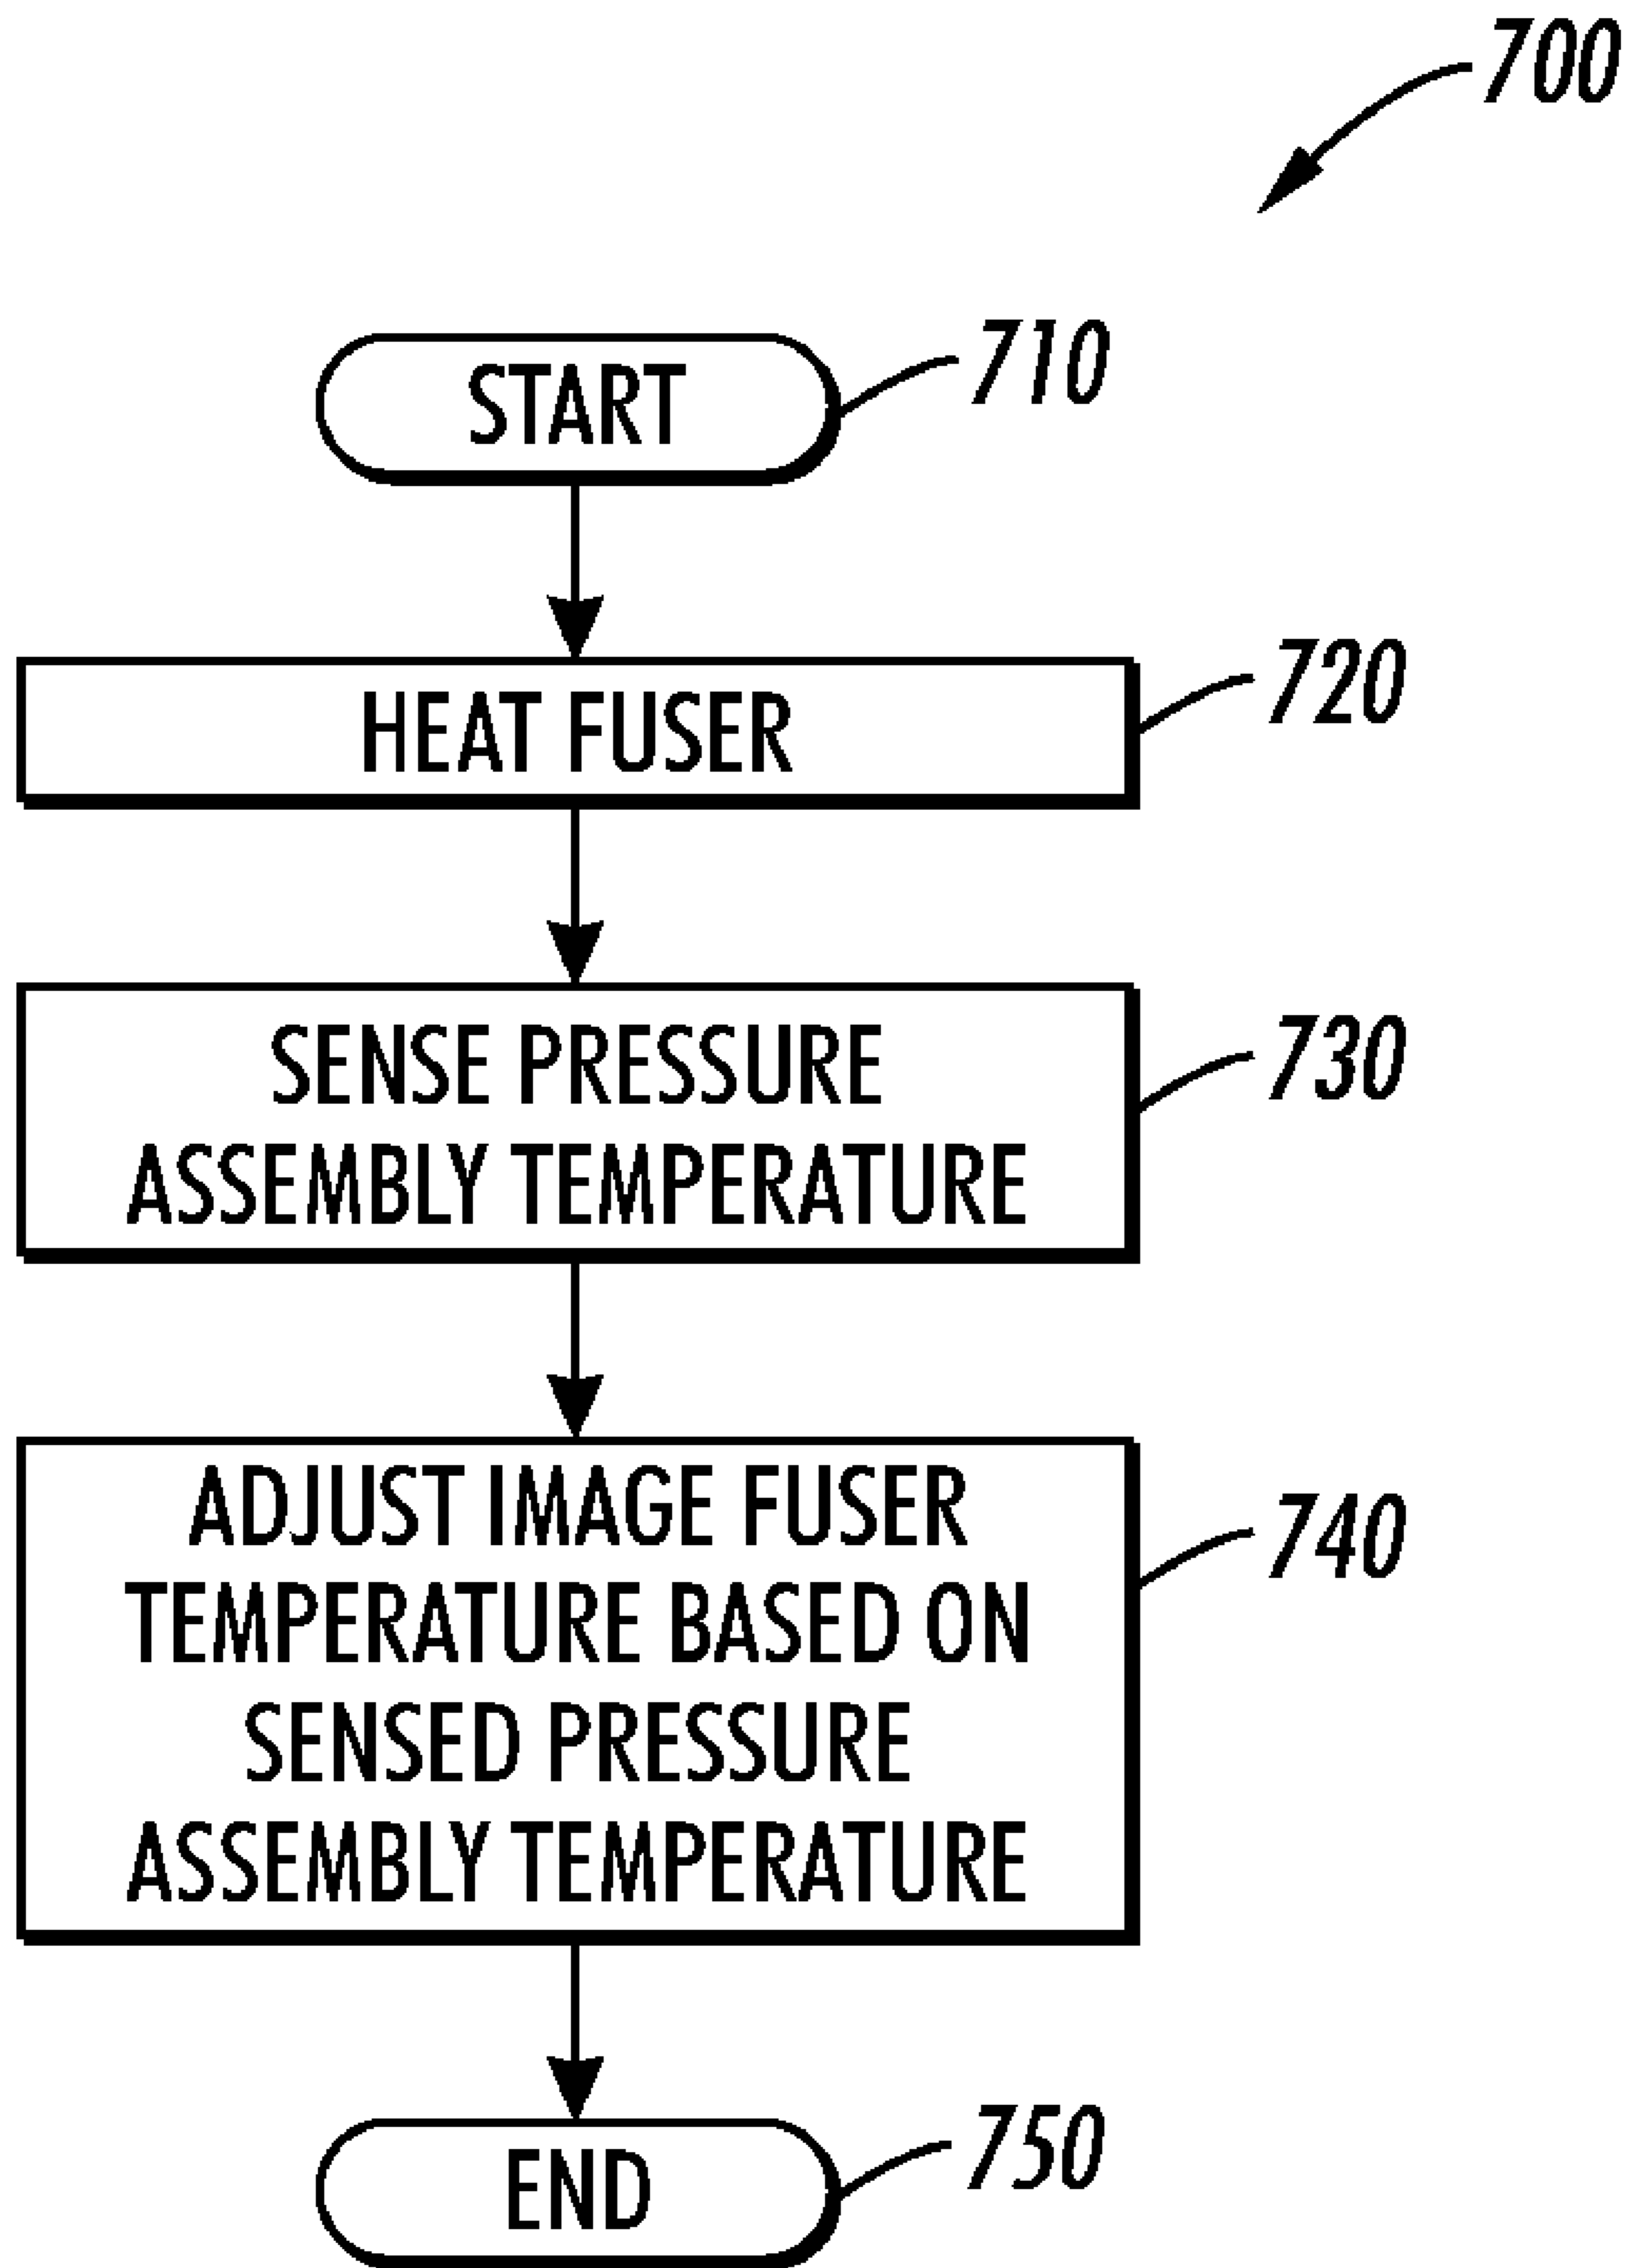 700
START
710
HEAT FUSER
720
SENSE PRESSURE
ASSEMBLY TEMPERATURE
730
ADJUST IMAGE FUSER
TEMPERATURE BASED ON
SENSED PRESSURE
ASSEMBLY TEMPERATURE
740
END
750